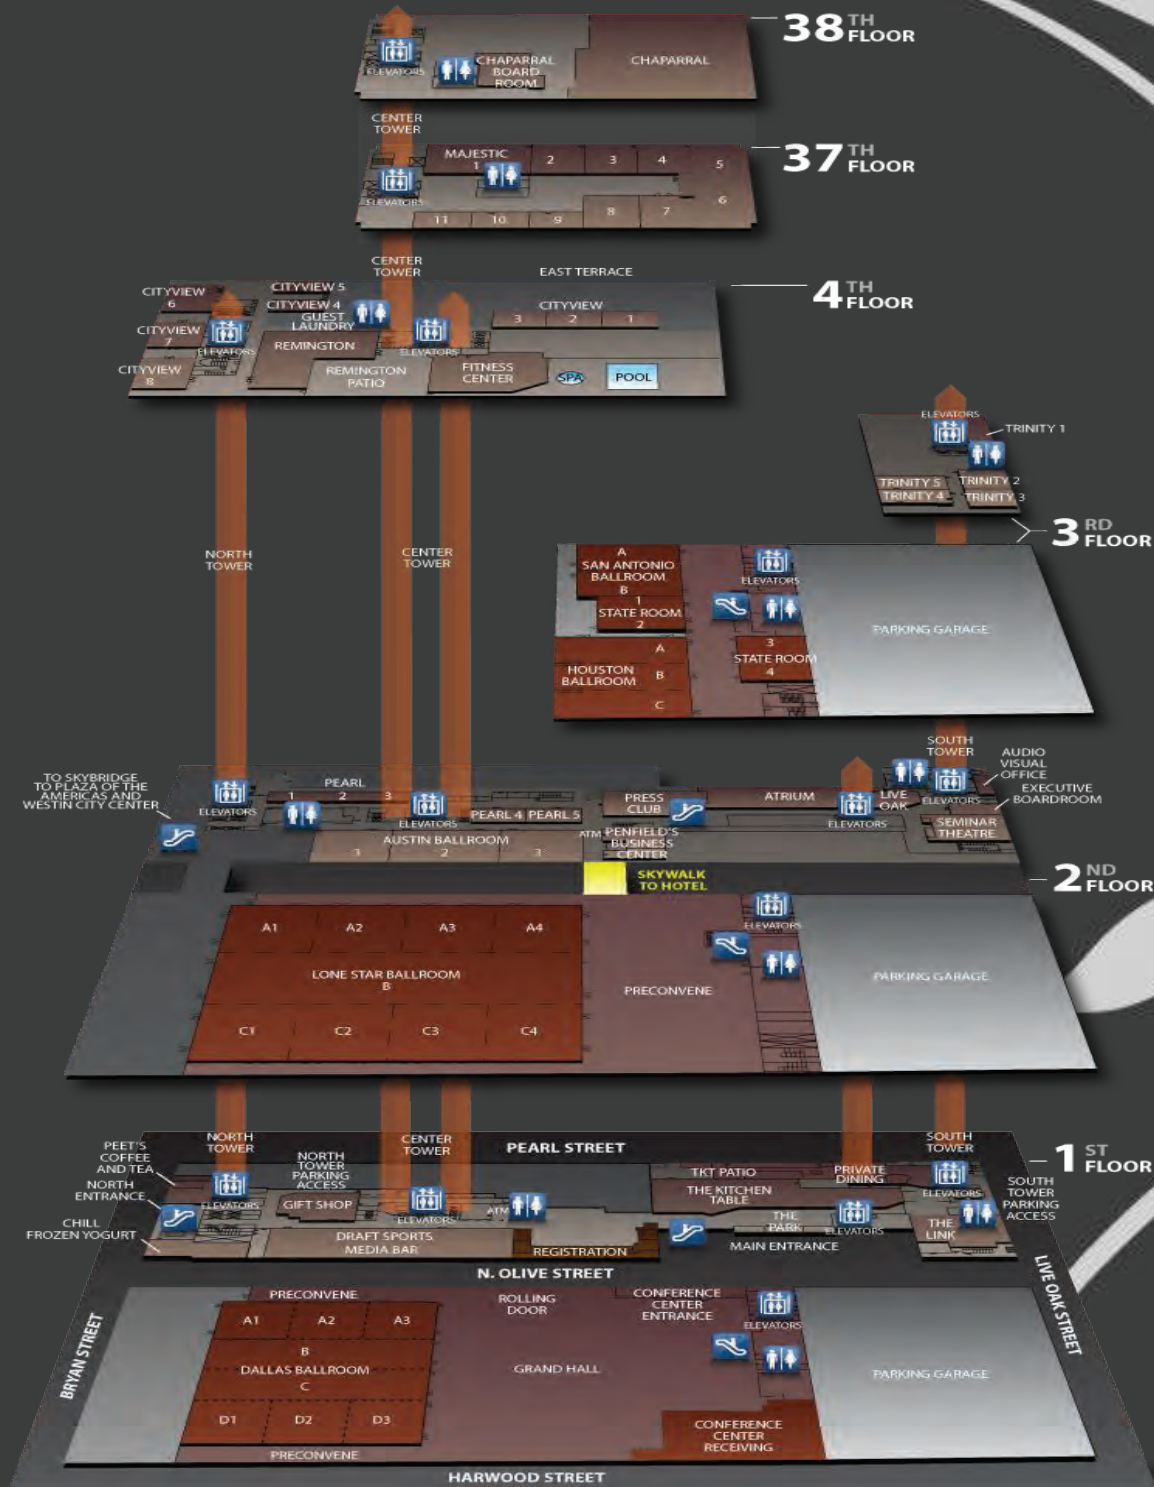 38 TH
FLOOR
ELEVATORS
CHAPARRAL
BOARD
ROOM
CHAPARRAL
CENTER
TOWER
37 TH
FLOOR
MAJESTIC
1 2 3 4 5
6
ELEVATORS
11 10 9 8 7
CENTER
TOWER
EAST TERRACE
4 TH
FLOOR
CITYVIEW
6
CITYVIEW 5
CITYVIEW 4
GUEST
LAUNDRY
CITYVIEW
3 2 1
CITYVIEW
7
ELEVATORS
REMINGTON
ELEVATORS
CITYVIEW
8
REMINGTON
PATIO
FITNESS
CENTER
SPA
POOL
ELEVATORS
TRINITY 1
TRINITY 5
TRINITY 2
TRINITY 4
TRINITY 3
3 RD
FLOOR
NORTH
TOWER
CENTER
TOWER
A
SAN ANTONIO
BALLROOM
B
1
STATE ROOM
2
ELEVATORS
PARKING GARAGE
HOUSTON
BALLROOM
A
B
C
3
STATE ROOM
4
SOUTH
TOWER
AUDIO
VISUAL
OFFICE
EXECUTIVE
BOARDROOM
TO SKYBRIDGE
TO PLAZA OF THE
AMERICAS AND
WESTIN CITY CENTER
ELEVATORS
PEARL
1 2 3
ELEVATORS
PEARL 4 PEARL 5
PRESS
CLUB
ATRIUM
ELEVATORS
LIVE
OAK
ELEVATORS
SEMINAR
THEATRE
AUSTIN BALLROOM
1 2 3
ATM
PENFIELD'S
BUSINESS
CENTER
SKYWALK
TO HOTEL
2 ND
FLOOR
A1 A2 A3 A4
LONE STAR BALLROOM
B
C1 C2 C3 C4
PRECONVENE
ELEVATORS
PARKING GARAGE
NORTH
TOWER
CENTER
TOWER
PEARL STREET
SOUTH
TOWER
1 ST
FLOOR
PEET'S
COFFEE
AND TEA
NORTH
ENTRANCE
CHILL
FROZEN YOGURT
ELEVATORS
NORTH
TOWER
PARKING
ACCESS
GIFT SHOP
ELEVATORS
ATM
TKT PATIO
PRIVATE
DINING
THE KITCHEN
TABLE
ELEVATORS
SOUTH
TOWER
PARKING
ACCESS
DRAFT SPORTS
MEDIA BAR
REGISTRATION
THE
PARK
ELEVATORS
MAIN ENTRANCE
THE
LINK
N. OLIVE STREET
LIVE OAK STREET
BRYAN STREET
PRECONVENE
A1 A2 A3
B
DALLAS BALLROOM
C
D1 D2 D3
PRECONVENE
ROLLING
DOOR
GRAND HALL
CONFERENCE
CENTER
ENTRANCE
ELEVATORS
PARKING GARAGE
CONFERENCE
CENTER
RECEIVING
HARWOOD STREET